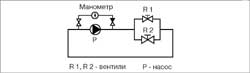 Манометр
R 1
R 2
P
R 1, R 2 - вентили
P - насос